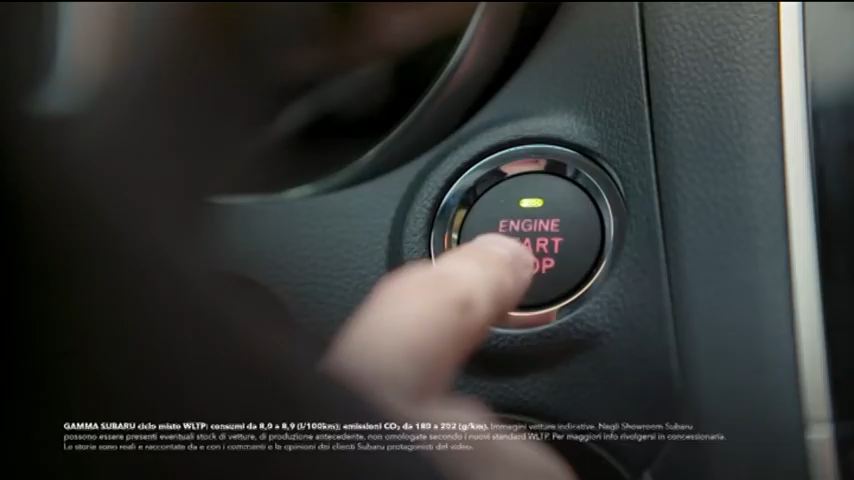 ENGINE
START
STOP
GAMMA SUBARU ciclo misto WLTP: consumi da 8,0 a 8,9 (l/100km); emissioni CO₂ da 180 a 202 (g/km). Immagini vetture indicative. Negli Showroom Subaru
possono essere presenti eventuali stock di vetture, di produzione antecedente, non omologate secondo i nuovi standard WLTP. Per maggiori info rivolgersi in concessionaria.
Le storie sono reali e raccontate da e con i commenti e le opinioni dei clienti Subaru protagonisti del video.